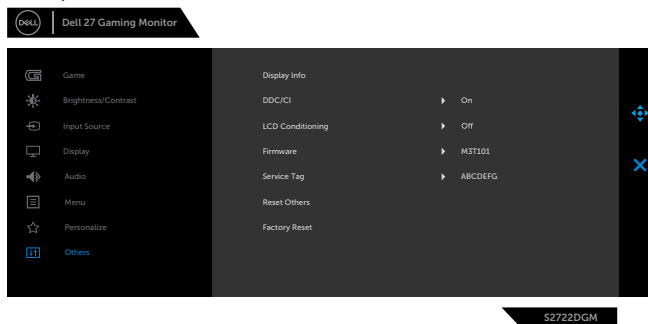 DELL
Dell 27 Gaming Monitor
Game
Display Info
Brightness/Contrast
DDC/CI
On
Input Source
LCD Conditioning
Off
Display
Firmware
M3T101
Audio
Service Tag
ABCDEFG
Menu
Reset Others
Personalize
Factory Reset
Others
S2722DGM